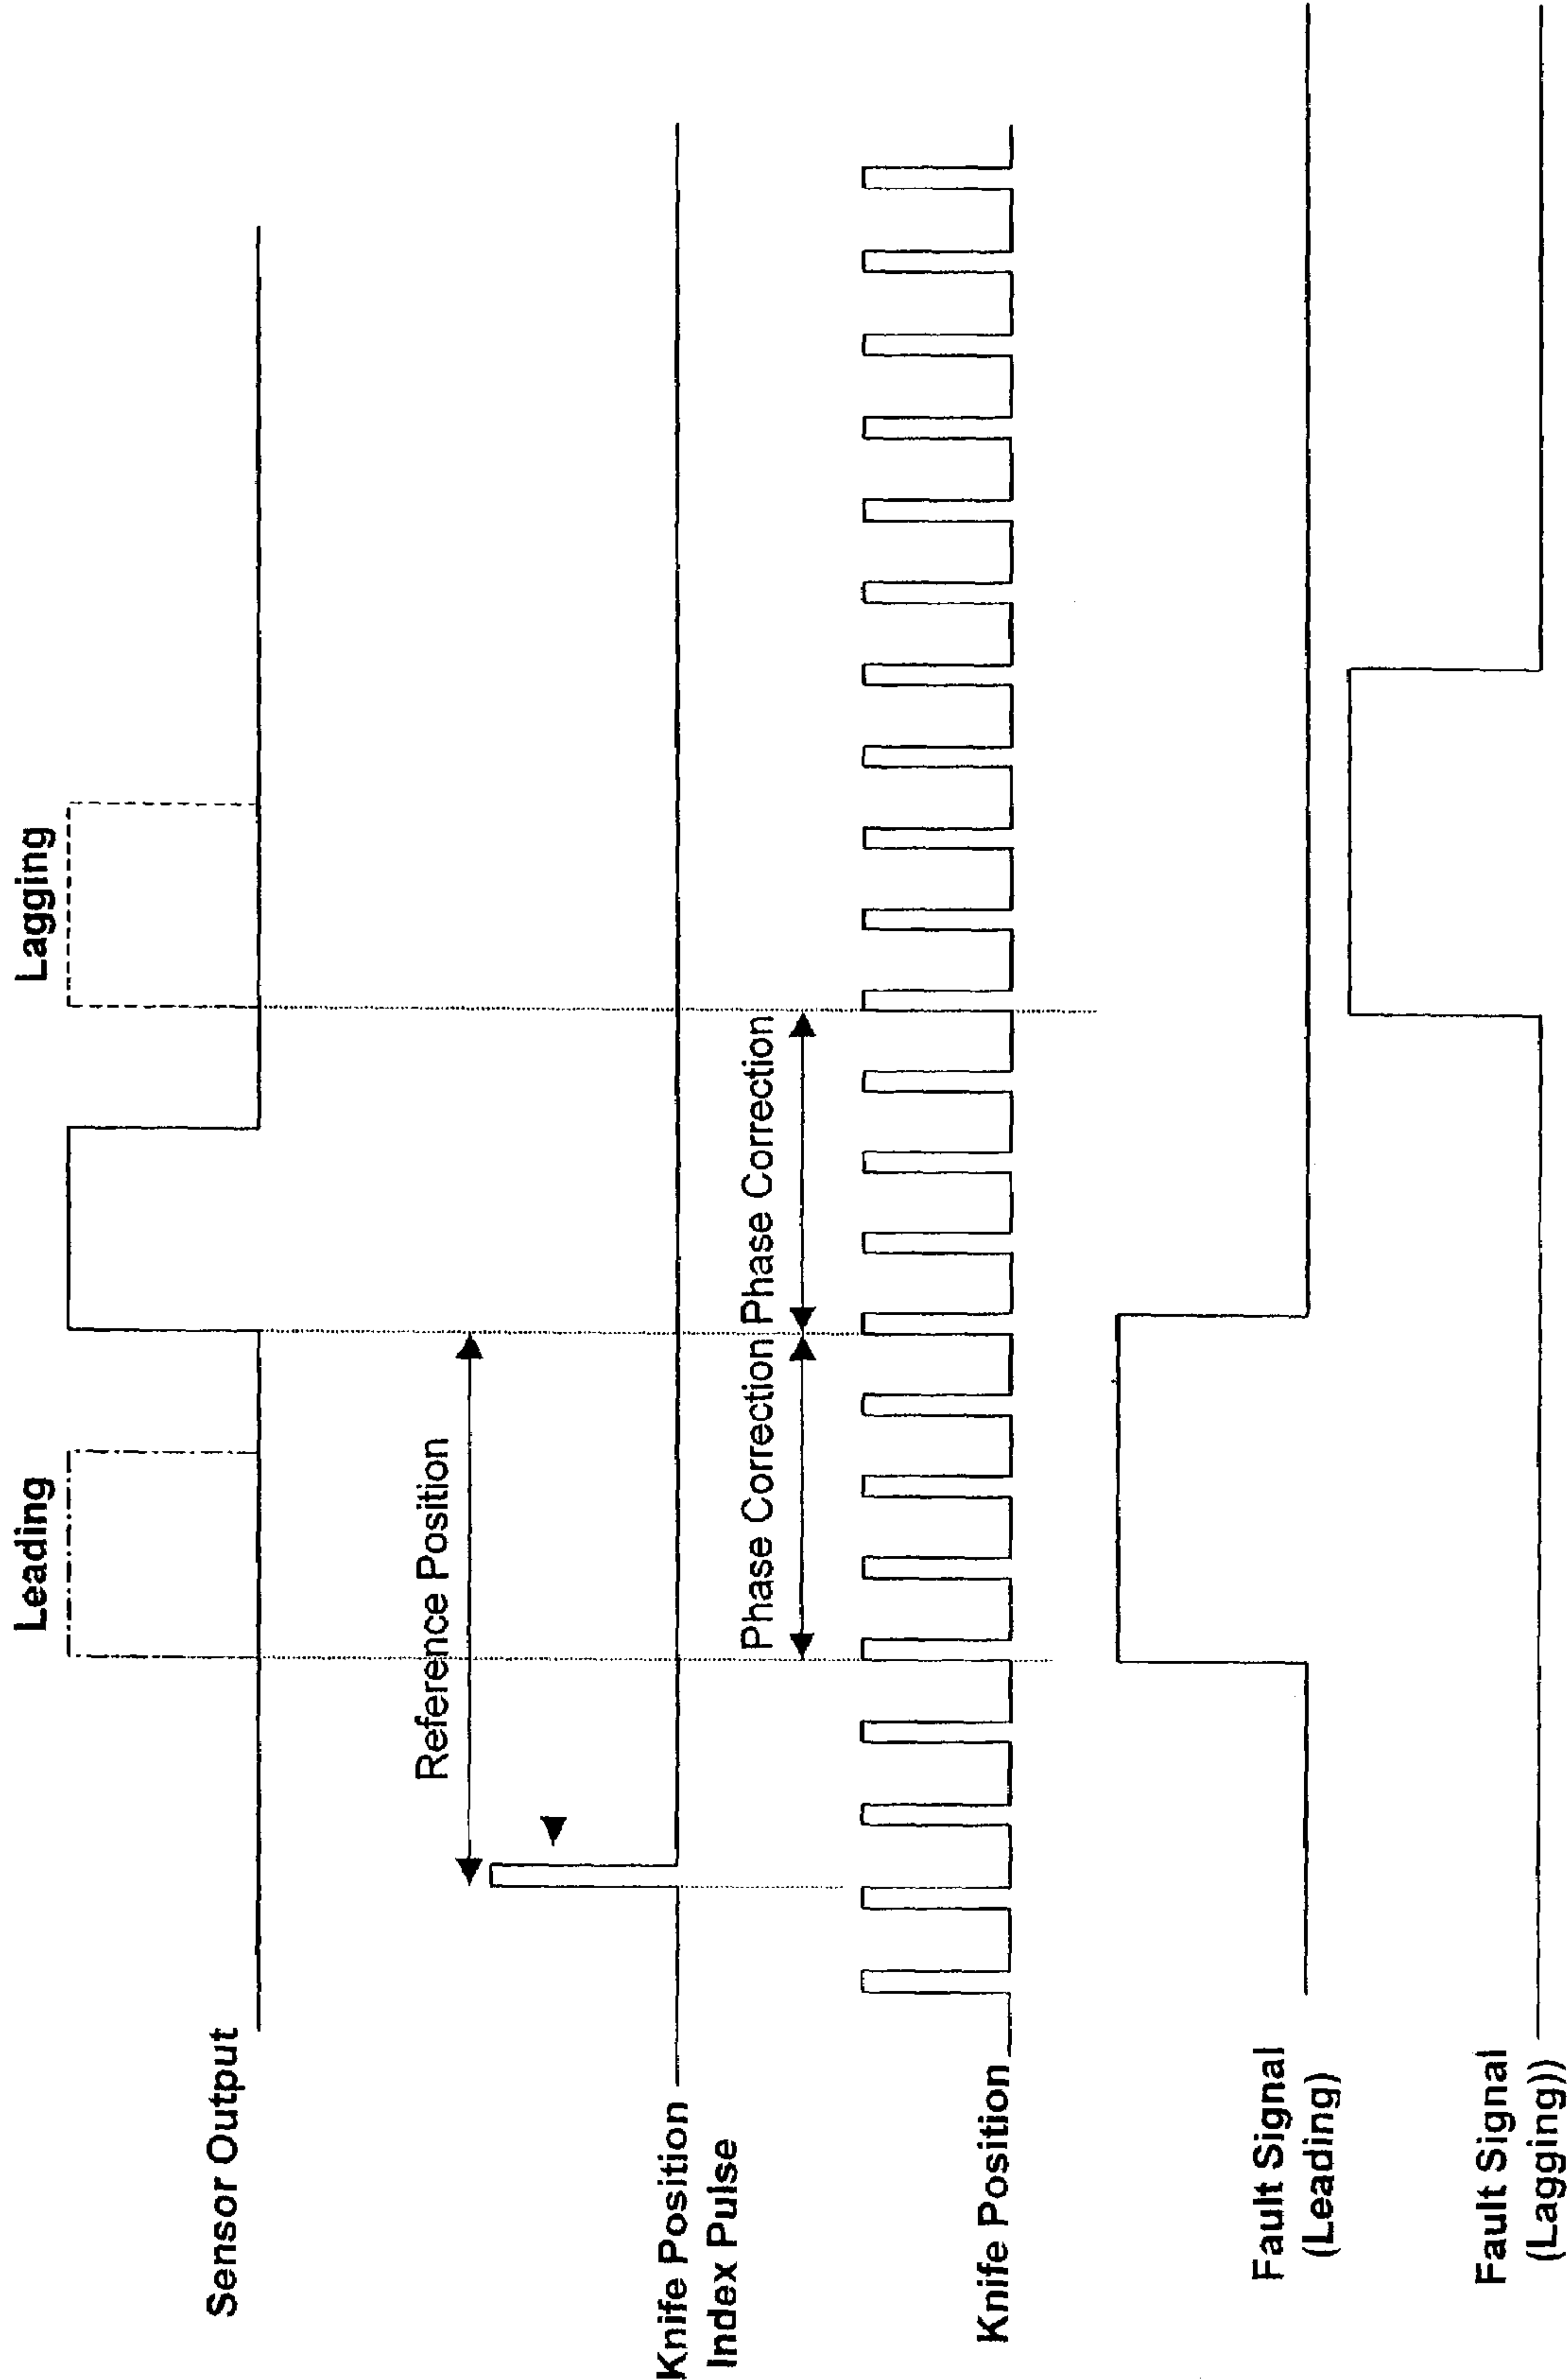 Leading
Lagging
Sensor Output
Reference Position
Knife Position
Index Pulse
Phase Correction Phase Correction
Knife Position
Fault Signal
(Leading)
Fault Signal
(Lagging))